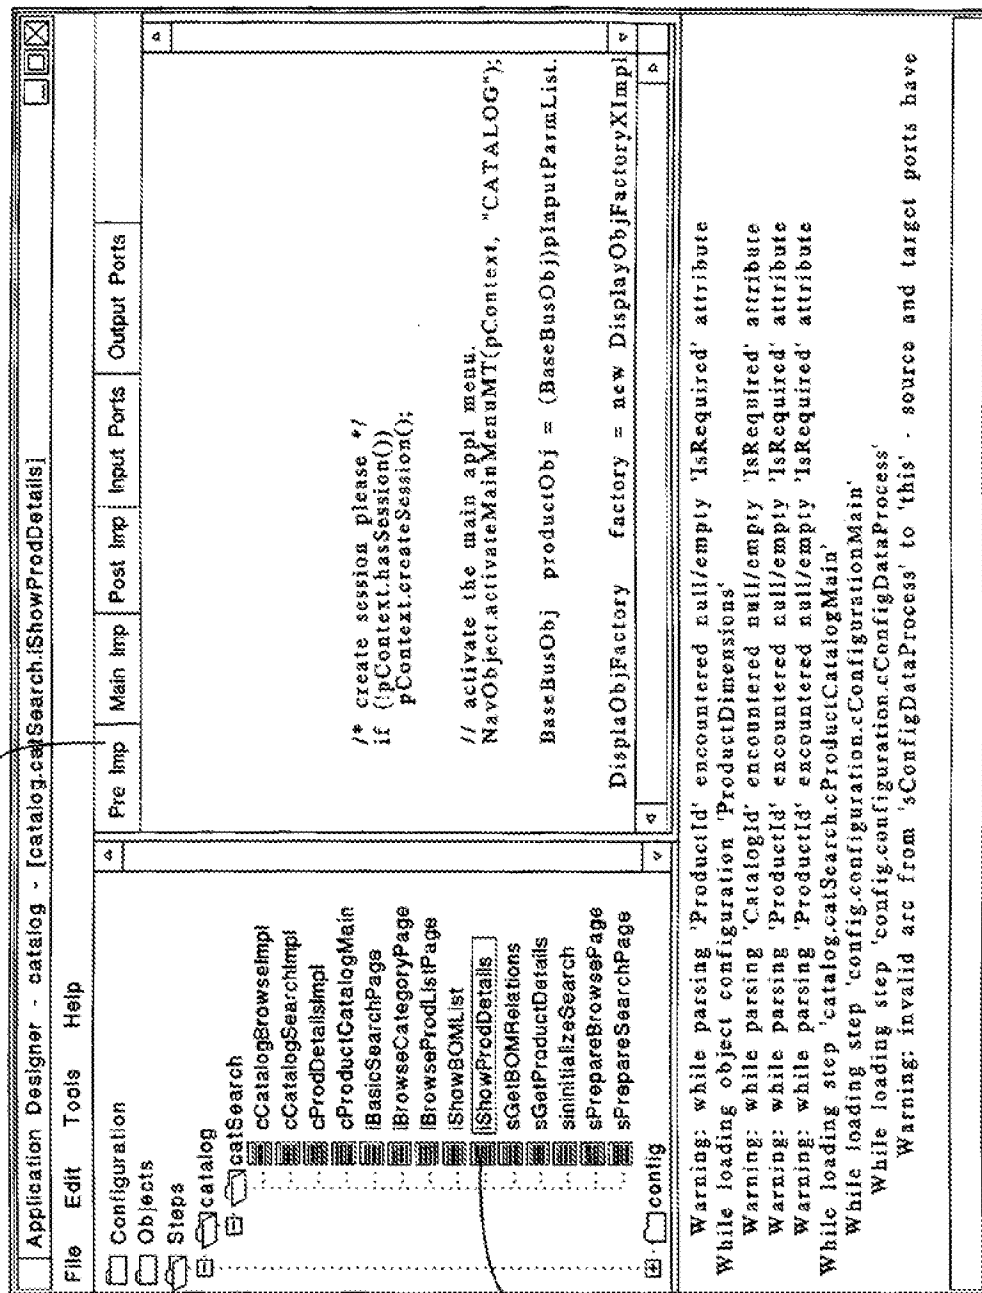 Application Designer - catalog - [catalog.catSearch.iShowProdDetails]
File Edit Tools Help
Configuration
Objects
Steps
catalog
catSearch
cCatalogBrowseImpl
cCatalogSearchImpl
cProdDetailsImpl
cProductCatalogMain
iBasicSearchPage
iBrowseCategoryPage
iBrowseProdListPage
iShowBOMList
iShowProdDetails
sGetBOMRelations
sGetProductDetails
sInitializeSearch
sPrepareBrowsePage
sPrepareSearchPage
config
Pre Imp Main Imp Post Imp Input Ports Output Ports
/* create session please */
if (!pContext.hasSession())
pContext.createSession();
// activate the main appl menu.
NavObject.activateMainMenuMT(pContext, "CATALOG");
BaseBusObj productObj = (BaseBusObj)pInputParmList.
DisplaObjFactory factory = new DisplayObjFactoryXImpl
Warning: while parsing 'ProductId' encountered null/empty 'IsRequired' attribute
While loading object configuration 'ProductDimensions'
Warning: while parsing 'CatalogId' encountered null/empty 'IsRequired' attribute
Warning: while parsing 'ProductId' encountered null/empty 'IsRequired' attribute
Warning: while parsing 'ProductId' encountered null/empty 'IsRequired' attribute
While loading step 'catalog.catSearch.cProductCatalogMain'
While loading step 'config.configuration.cConfigurationMain'
While loading step 'config.configuration.cConfigDataProcess'
Warning: invalid arc from 'sConfigDataProcess' to 'this' - source and target ports have